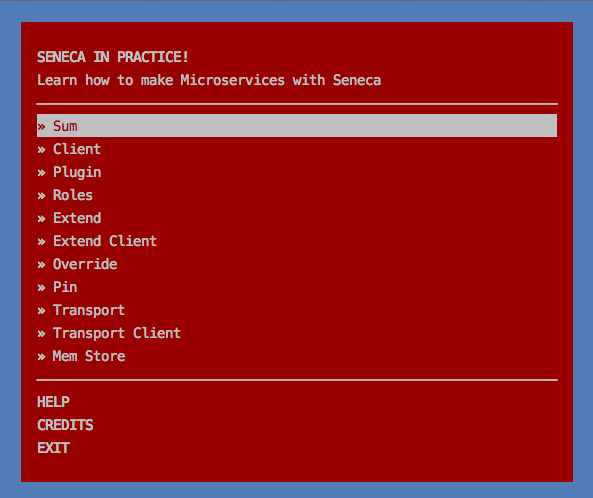 SENECA IN PRACTICE!
Learn how to make Microservices with Seneca
» Sum
» Client
» Plugin
» Roles
» Extend
» Extend Client
» Override
» Pin
» Transport
» Transport Client
» Mem Store
HELP
CREDITS
EXIT